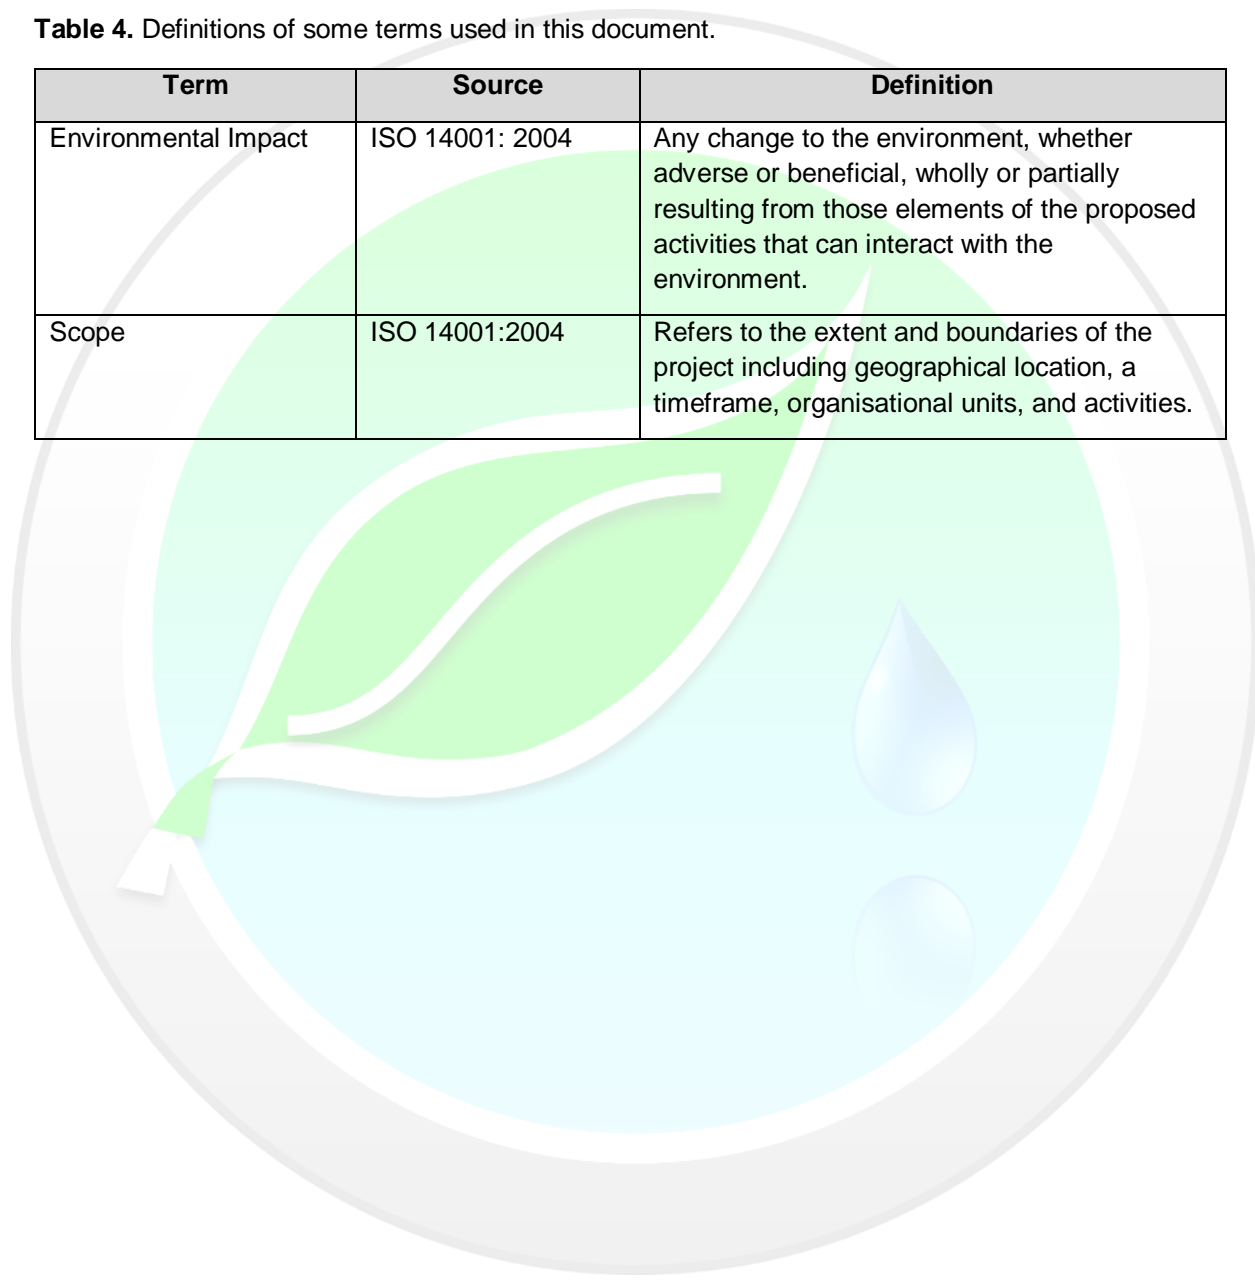 Table 4. Definitions of some terms used in this document.
Term Source Definition
Environmental Impact ISO 14001: 2004 Any change to the environment, whether
adverse or beneficial, wholly or partially
resulting from those elements of the proposed
activities that can interact with the
environment.
Scope ISO 14001:2004 Refers to the extent and boundaries of the
project including geographical location, a
timeframe, organisational units, and activities.